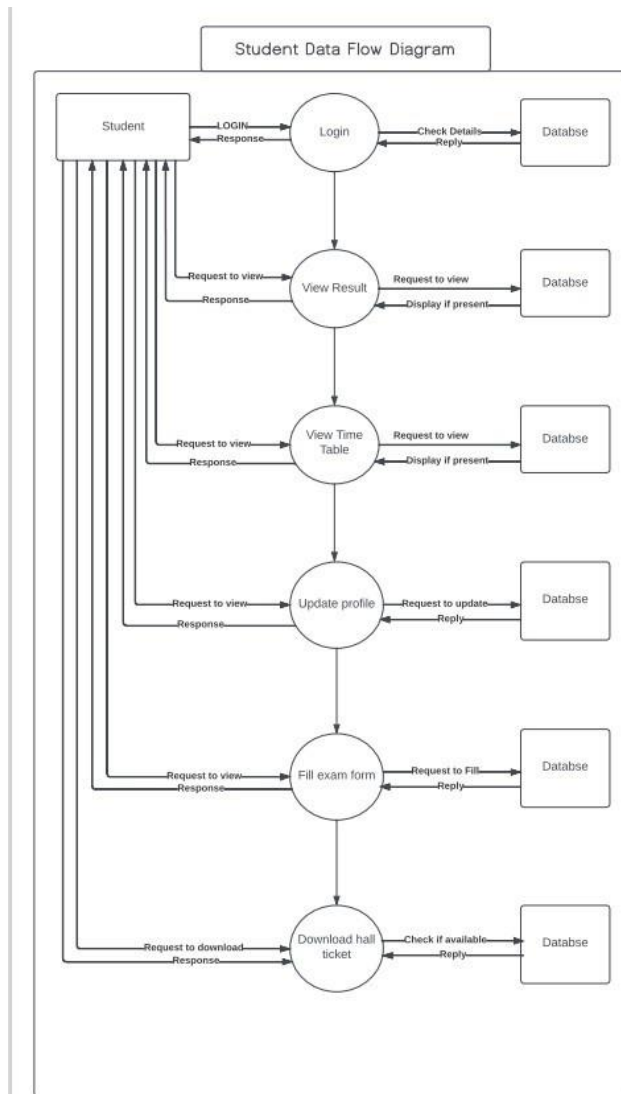 Student Data Flow Diagram
Student
LOGIN
Response
Login
Check Details
Reply
Databse
Request to view
Response
View Result
Request to view
Display if present
Databse
Request to view
Response
View Time
Table
Request to view
Display if present
Databse
Request to view
Response
Update profile
Request to update
Reply
Databse
Request to view
Response
Fill exam form
Request to Fill
Reply
Databse
Request to download
Response
Download hall
ticket
Check if available
Reply
Databse